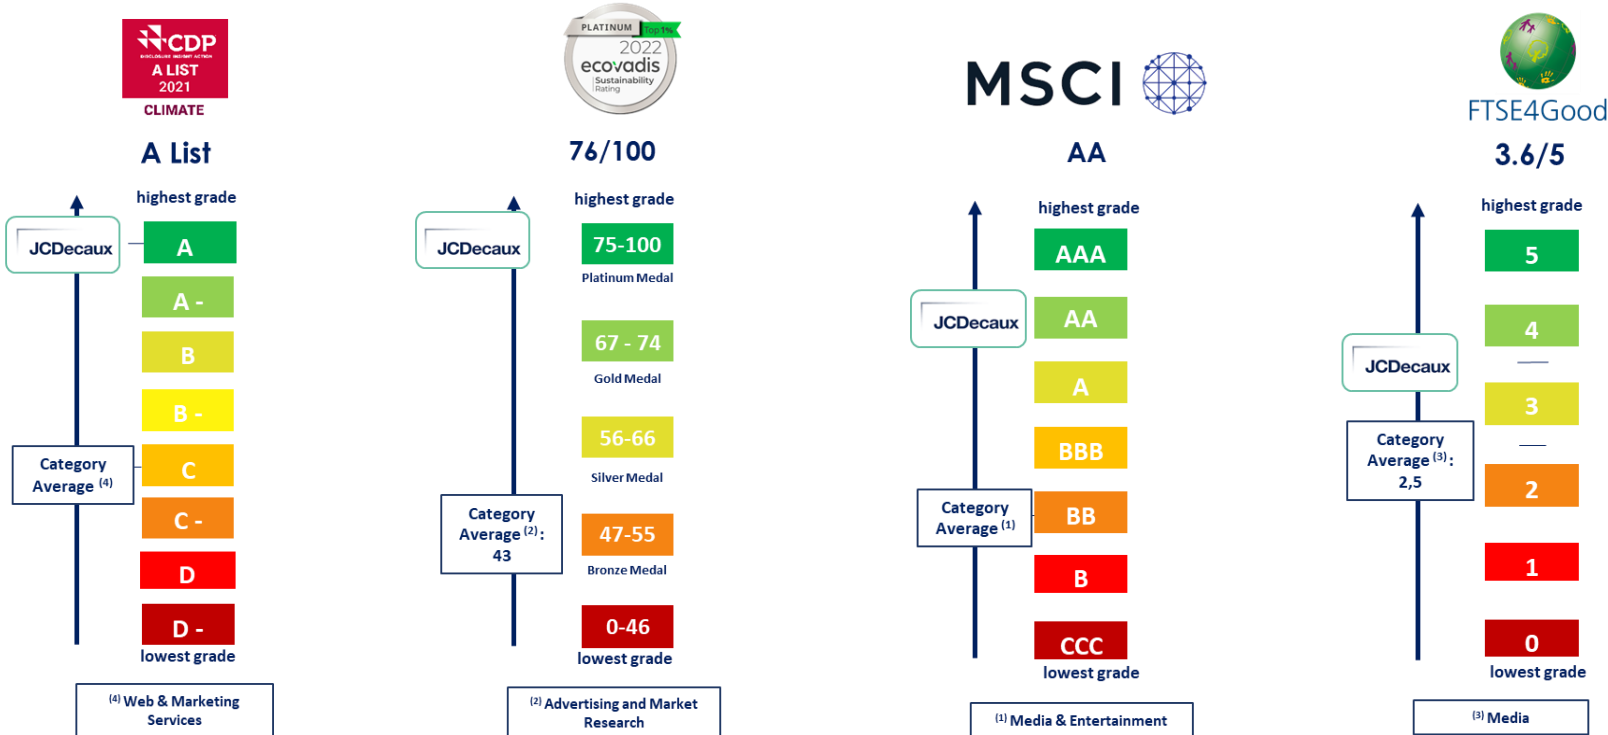 CDP
DISCLOSURE INSIGHT ACTION
A LIST
2021
CLIMATE
A List
highest grade
JCDecaux
A
A -
B
B -
Category
Average (4)
C
C -
D
D -
lowest grade
(4) Web & Marketing
Services
PLATINUM
Top 1%
2022
ecovadis
Sustainability
Rating
76/100
highest grade
JCDecaux
75-100
Platinum Medal
67 - 74
Gold Medal
56-66
Silver Medal
Category
Average (2) :
43
47-55
Bronze Medal
0-46
lowest grade
(2) Advertising and Market
Research
MSCI
AA
highest grade
AAA
JCDecaux
AA
A
BBB
Category
Average (1)
BB
B
CCC
lowest grade
(1) Media & Entertainment
FTSE4Good
3.6/5
highest grade
5
4
JCDecaux
3
Category
Average (3) :
2,5
2
1
0
lowest grade
(3) Media